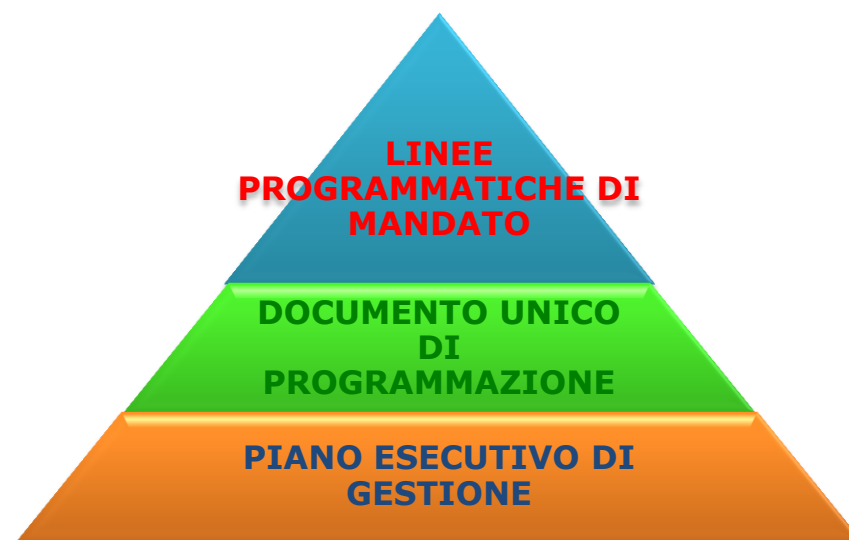 LINEE
PROGRAMMATICHE DI
MANDATO
DOCUMENTO UNICO
DI
PROGRAMMAZIONE
PIANO ESECUTIVO DI
GESTIONE